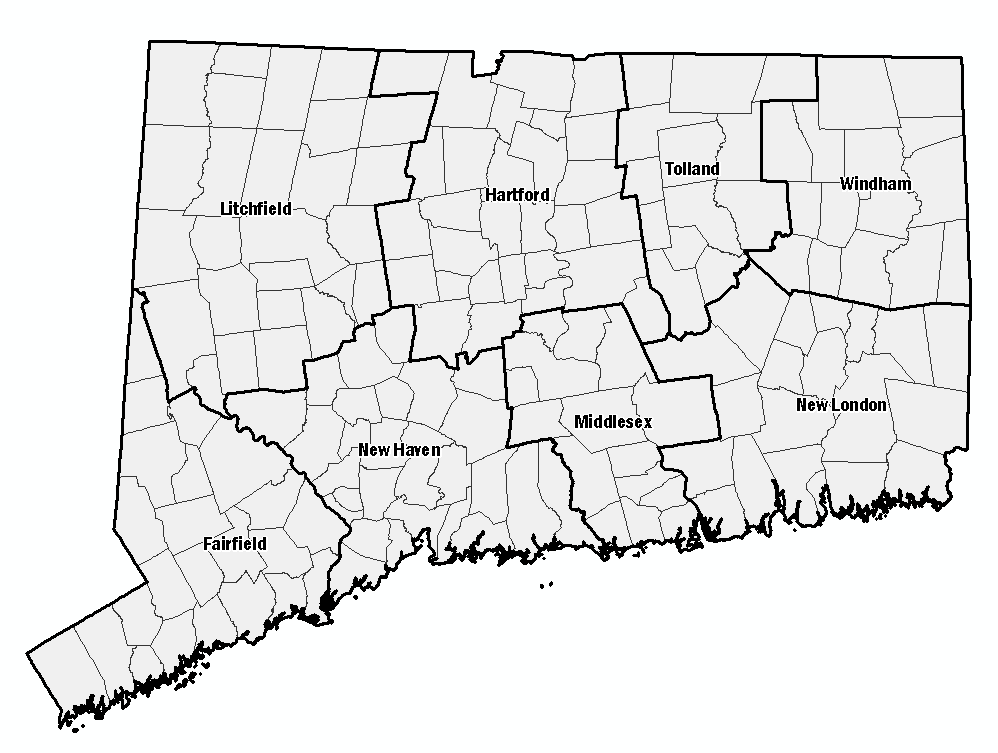 Tolland
Windham
Hartford
Litchfield
New London
Middlesex
New Haven
Fairfield